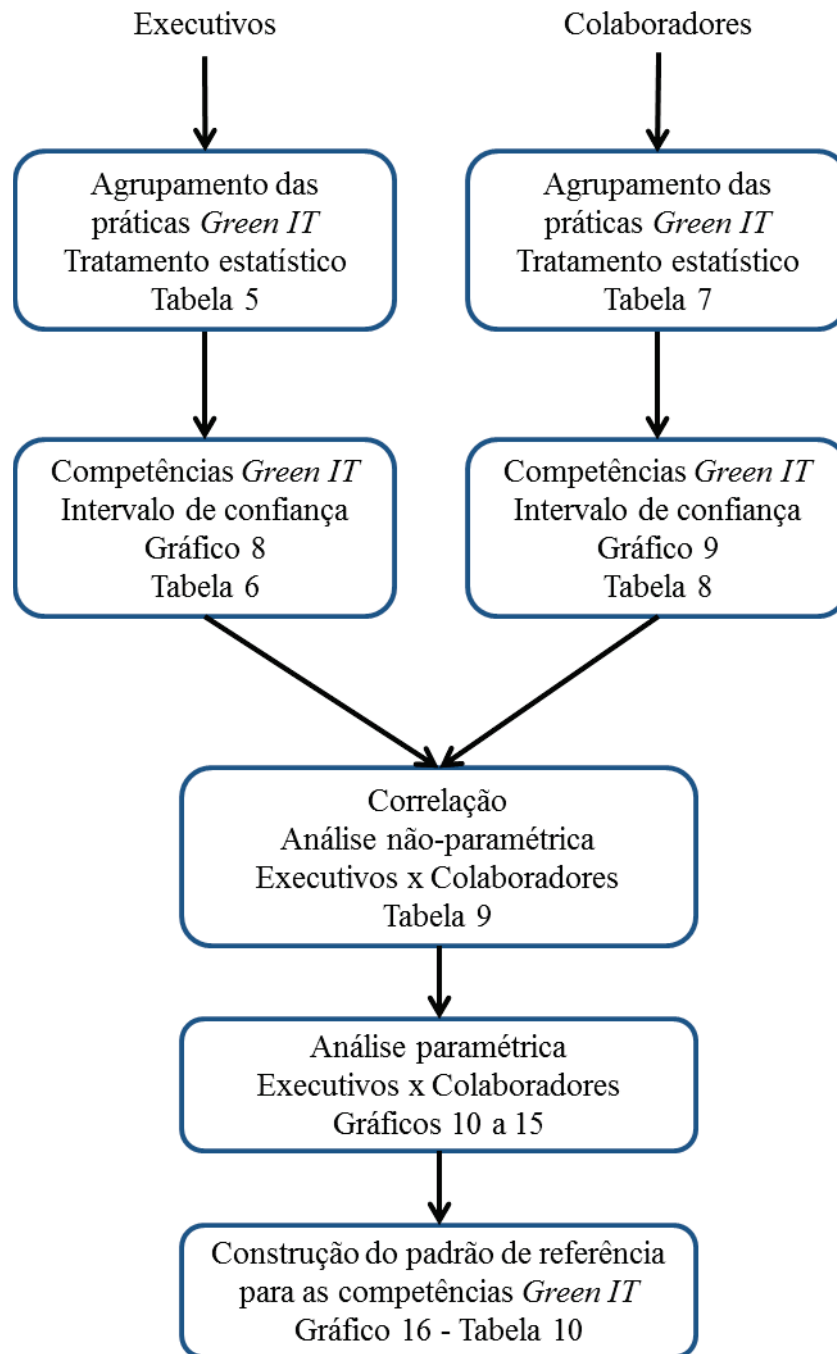 Executivos
Colaboradores
Agrupamento das
práticas Green IT
Tratamento estatístico
Tabela 5
Agrupamento das
práticas Green IT
Tratamento estatístico
Tabela 7
Competências Green IT
Intervalo de confiança
Gráfico 8
Tabela 6
Competências Green IT
Intervalo de confiança
Gráfico 9
Tabela 8
Correlação
Análise não-paramétrica
Executivos x Colaboradores
Tabela 9
Análise paramétrica
Executivos x Colaboradores
Gráficos 10 a 15
Construção do padrão de referência
para as competências Green IT
Gráfico 16 - Tabela 10